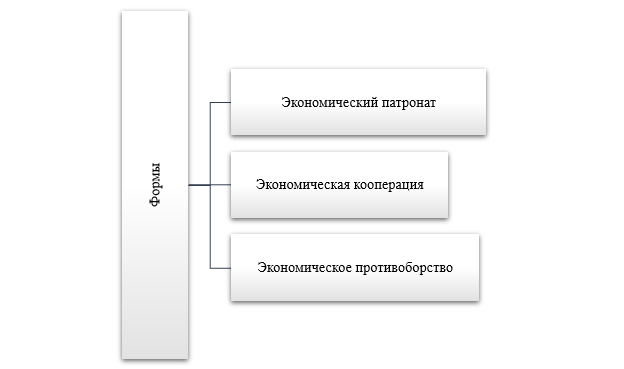 Формы
Экономический патронат
Экономическая кооперация
Экономическое противоборство